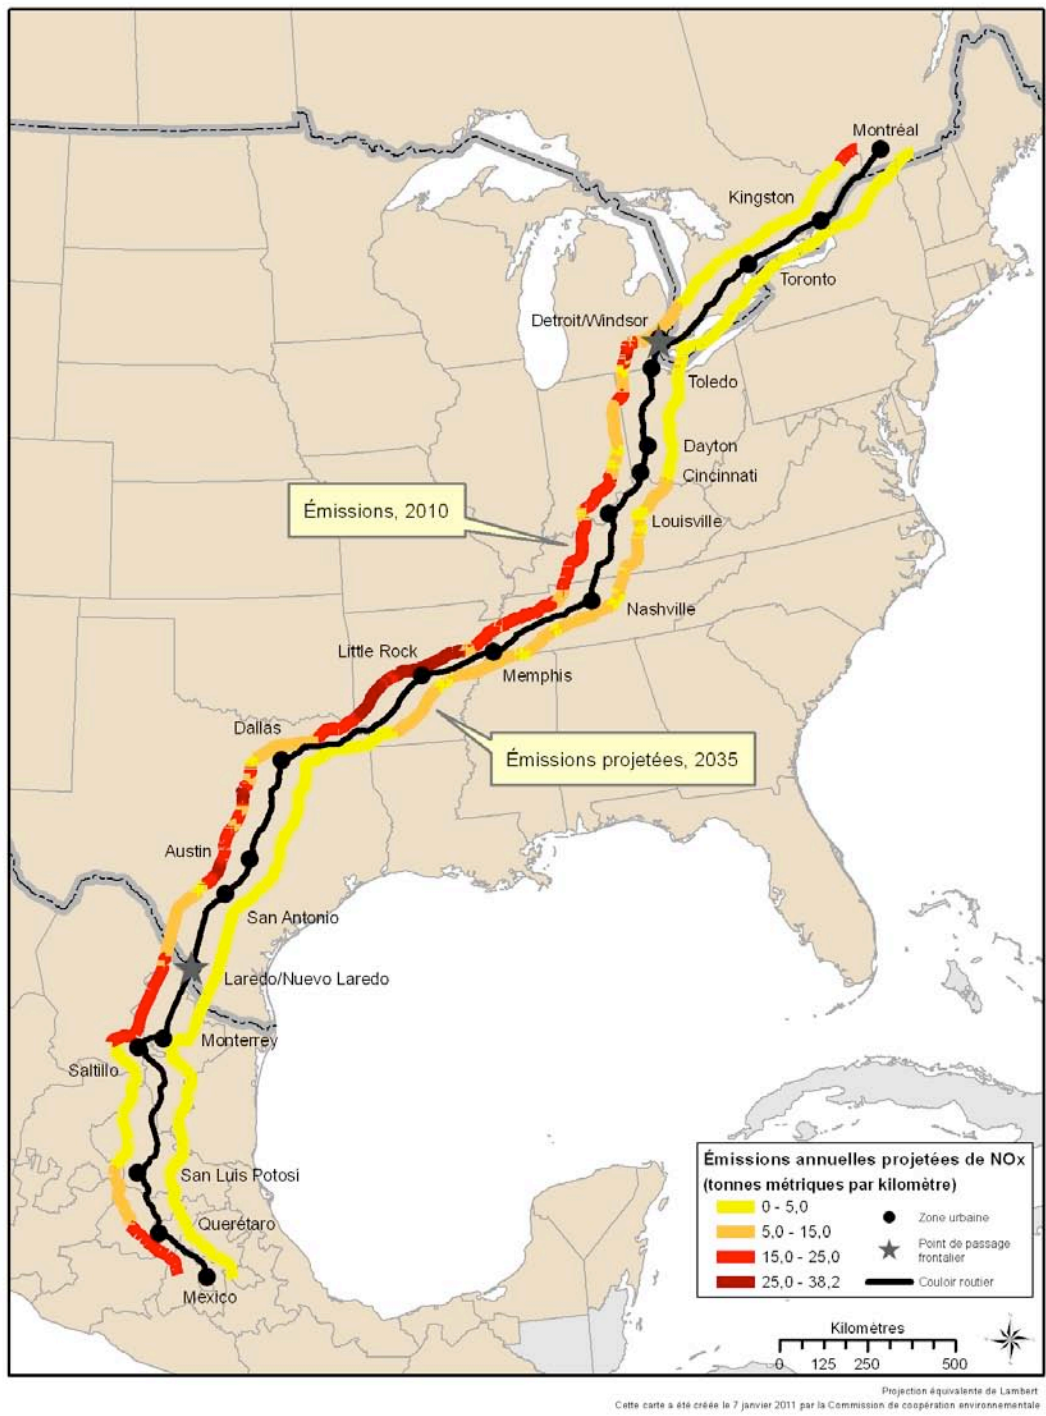 Montréal
Kingston
Toronto
Detroit/Windsor
Toledo
Dayton
Cincinnati
Émissions, 2010
Louisville
Nashville
Little Rock
Memphis
Dallas
Émissions projetées, 2035
Austin
San Antonio
Laredo/Nuevo Laredo
Monterrey
Saltillo
San Luis Potosi
Querétaro
México
Émissions annuelles projetées de NOx
(tonnes métriques par kilomètre)
0 - 5,0
5,0 - 15,0
15,0 - 25,0
25,0 - 38,2
Zone urbaine
Point de passage
frontalier
Couloir routier
Kilomètres
0 125 250 500
Projection équivalente de Lambert
Cette carte a été créée le 7 janvier 2011 par la Commission de coopération environnementale